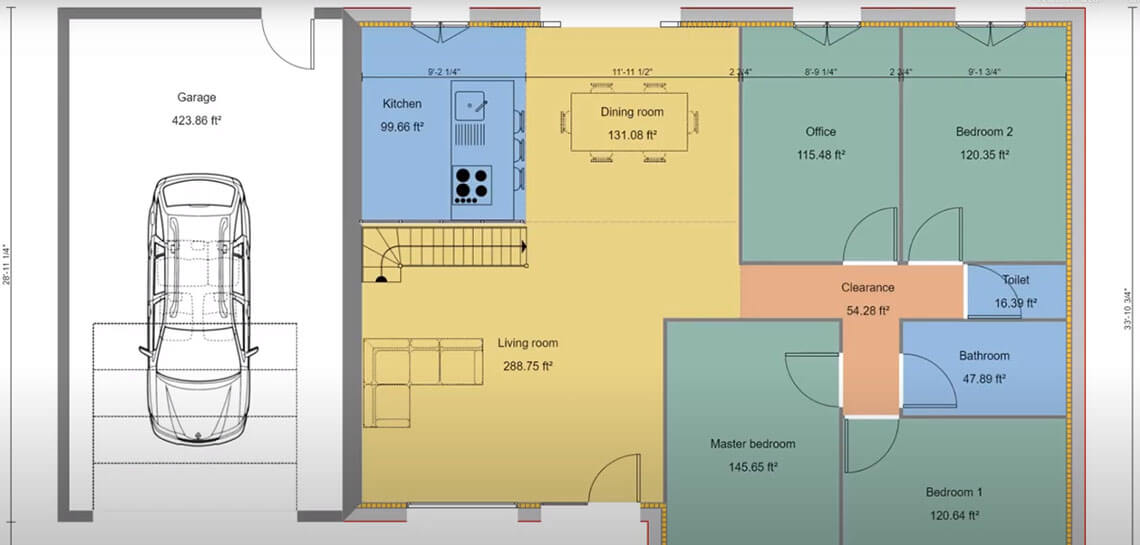 9'-2 1/4"
11'-11 1/2"
2 3/4"
8'-9 1/4"
2 3/4"
9'-1 3/4"
Garage
423.86 ft²
Kitchen
99.66 ft²
Dining room
131.08 ft²
Office
115.48 ft²
Bedroom 2
120.35 ft²
28'-11 1/4"
33'-10 3/4"
Clearance
54.28 ft²
Toilet
16.39 ft²
Living room
288.75 ft²
Bathroom
47.89 ft²
Master bedroom
145.65 ft²
Bedroom 1
120.64 ft²